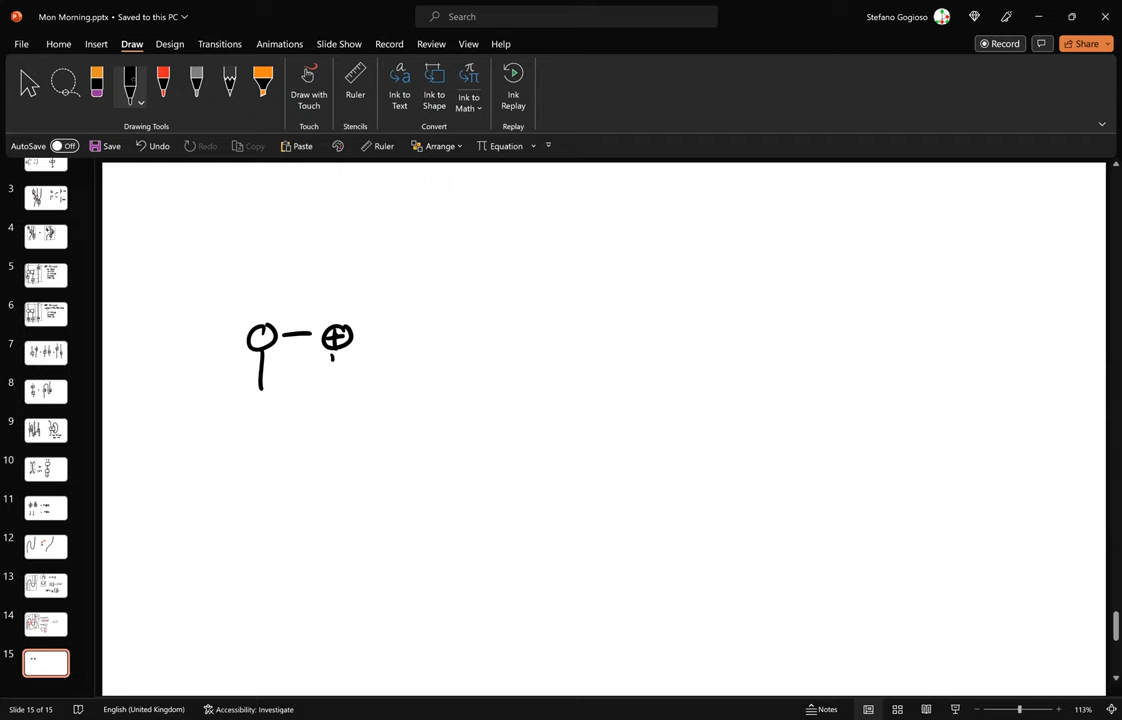 Mon Morning.pptx • Saved to this PC
Search
Stefano Gogioso
File Home Insert Draw Design Transitions Animations Slide Show Record Review View Help
Record
Share
Draw with Touch
Ruler
Ink to Text
Ink to Shape
Ink to Math
Ink Replay
Drawing Tools
Touch
Stencils
Convert
Replay
AutoSave Off Save Undo Redo Copy Paste Ruler Arrange Equation
3
4
5
6
7
8
9
10
11
12
13
14
15
Slide 15 of 15 English (United Kingdom) Accessibility: Investigate Notes 113%